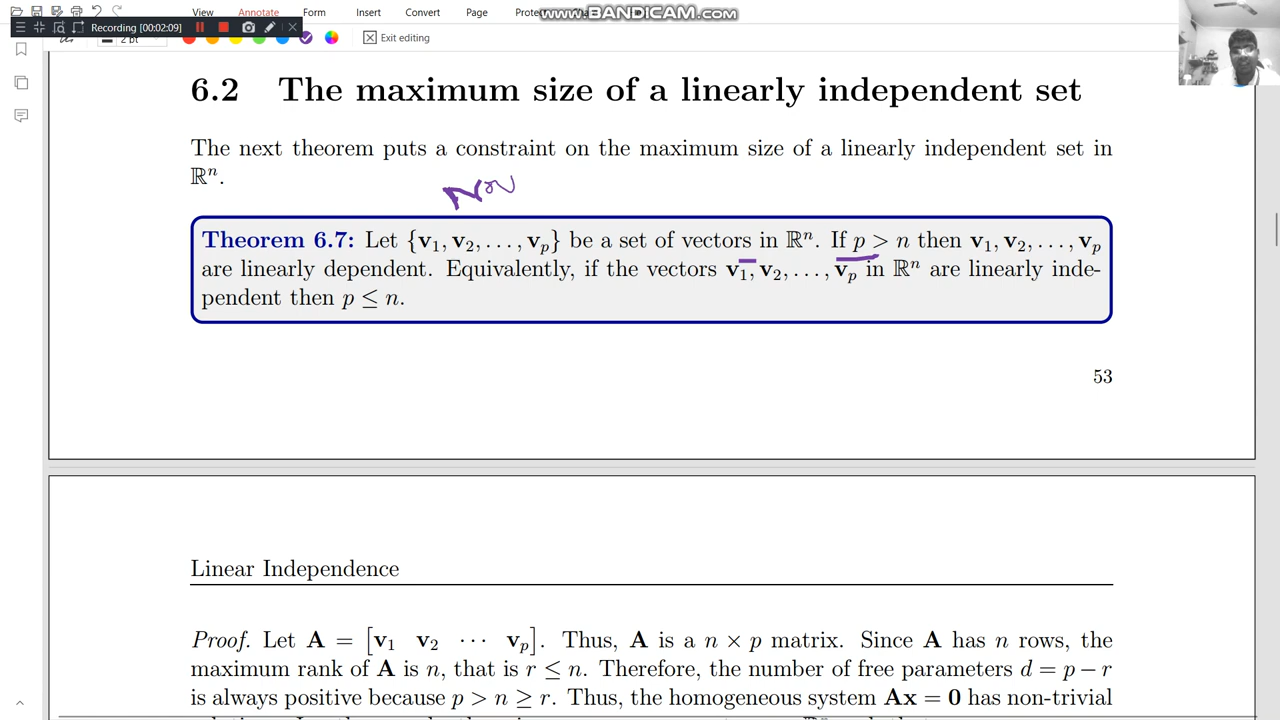 View Annotate Form Insert Convert Page
www.BANDICAM.com
Recording [00:02:09]
2 pt
Exit editing
6.2 The maximum size of a linearly independent set
The next theorem puts a constraint on the maximum size of a linearly independent set in
ℝⁿ.
Theorem 6.7: Let {v₁, v₂, . . . , vₚ} be a set of vectors in ℝⁿ. If p > n then v₁, v₂, . . . , vₚ
are linearly dependent. Equivalently, if the vectors v₁, v₂, . . . , vₚ in ℝⁿ are linearly inde-
pendent then p ≤ n.
53
Linear Independence
Proof. Let A = [v₁ v₂ ⋯ vₚ]. Thus, A is a n × p matrix. Since A has n rows, the
maximum rank of A is n, that is r ≤ n. Therefore, the number of free parameters d = p − r
is always positive because p > n ≥ r. Thus, the homogeneous system Ax = 0 has non-trivial